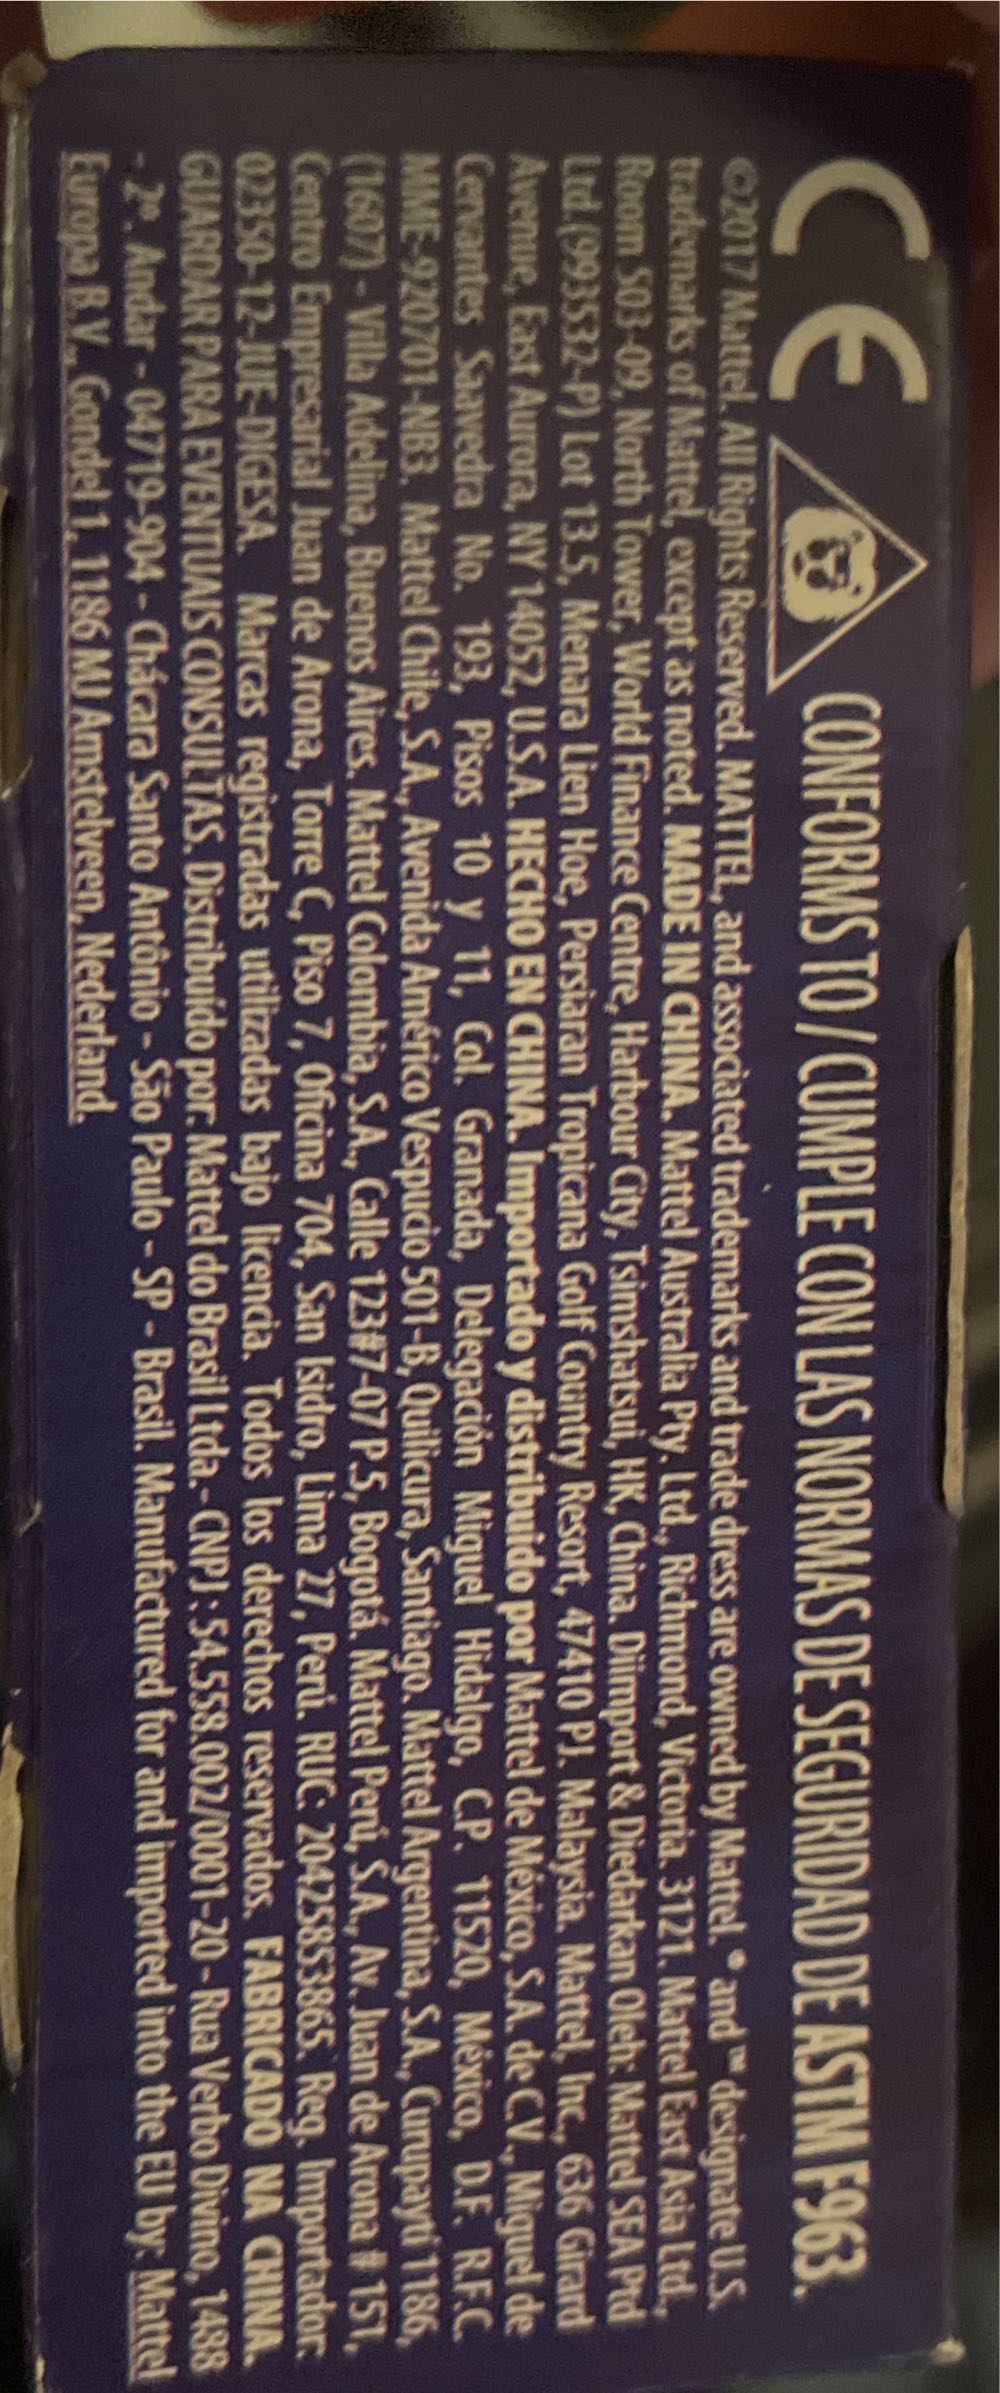 CE CONFORMS TO / CUMPLE CON LAS NORMAS DE SEGURIDAD DE ASTM F963.
©2017 Mattel. All Rights Reserved. MATTEL, and associated trademarks and trade dress are owned by Mattel. ® and ™ designate U.S.
trademarks of Mattel, except as noted. MADE IN CHINA. Mattel Australia Pty. Ltd., Richmond, Victoria. 3121. Mattel East Asia Ltd.,
Room 503-09, North Tower, World Finance Centre, Harbour City, Tsimshatsui, HK, China. Diimport & Diedarkan Oleh: Mattel SEA Ptd
Ltd.(993532-P) Lot 13.5, Menara Lien Hoe, Persiaran Tropicana Golf Country Resort, 47410 PJ. Malaysia. Mattel, Inc., 636 Girard
Avenue, East Aurora, NY 14052, U.S.A. HECHO EN CHINA. Importado y distribuido por Mattel de México, S.A. de C.V., Miguel de
Cervantes Saavedra No. 193, Pisos 10 y 11, Col. Granada, Delegación Miguel Hidalgo, C.P. 11520, México, D.F. R.F.C.
MME-920701-NB3. Mattel Chile, S.A., Avenida Américo Vespucio 501-B, Quilicura, Santiago. Mattel Argentina, S.A., Curupaytí 1186,
(1607) - Villa Adelina, Buenos Aires. Mattel Colombia, S.A., Calle 123#7-07 P.5, Bogotá. Mattel Perú, S.A., Av. Juan de Arona # 151,
Centro Empresarial Juan de Arona, Torre C, Piso 7, Oficina 704, San Isidro, Lima 27, Perú. RUC: 20425853865. Reg. Importador:
02350-12-JUE-DIGESA. Marcas registradas utilizadas bajo licencia. Todos los derechos reservados. FABRICADO NA CHINA.
GUARDAR PARA EVENTUAIS CONSULTAS. Distribuído por: Mattel do Brasil Ltda.- CNPJ : 54.558.002/0001-20 - Rua Verbo Divino, 1488
- 2º. Andar - 04719-904 - Chácara Santo Antônio - São Paulo - SP - Brasil. Manufactured for and imported into the EU by: Mattel
Europa B.V., Gondel 1, 1186 MJ Amstelveen, Nederland.